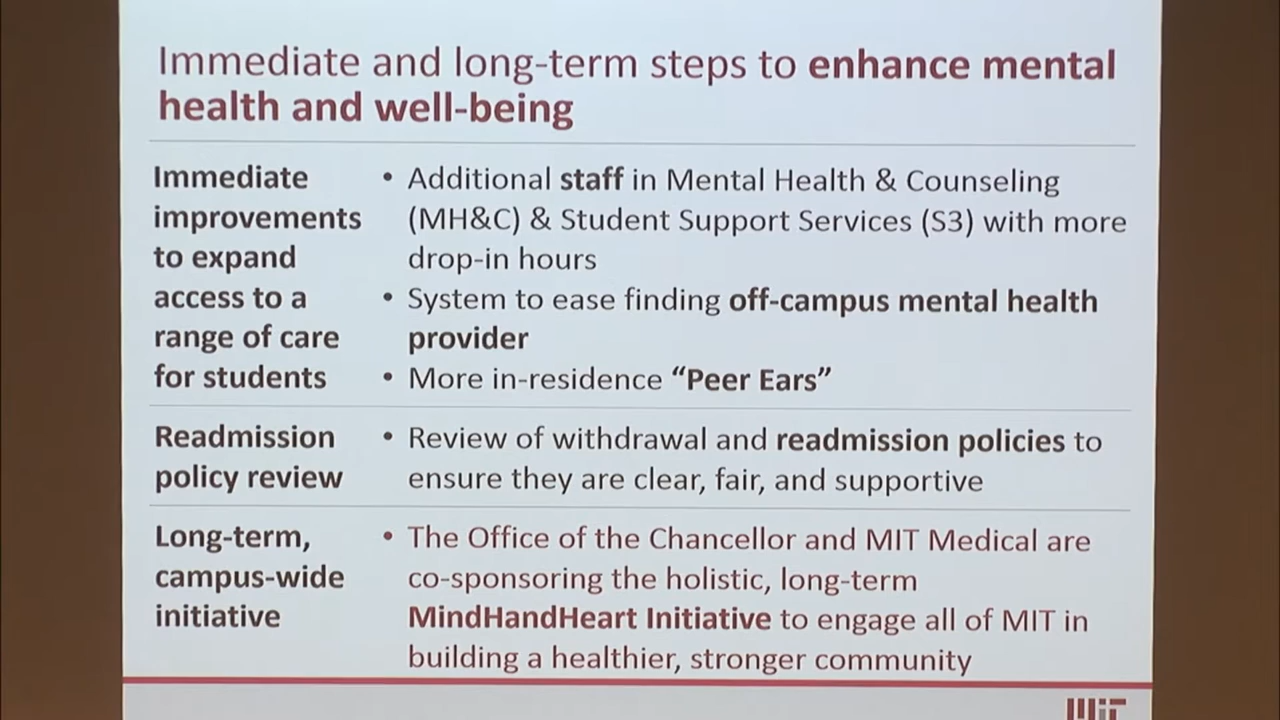 Immediate and long-term steps to enhance mental
health and well-being
Immediate
improvements
to expand
access to a
range of care
for students
• Additional staff in Mental Health & Counseling
(MH&C) & Student Support Services (S3) with more
drop-in hours
• System to ease finding off-campus mental health
provider
• More in-residence “Peer Ears”
Readmission
policy review
• Review of withdrawal and readmission policies to
ensure they are clear, fair, and supportive
Long-term,
campus-wide
initiative
• The Office of the Chancellor and MIT Medical are
co-sponsoring the holistic, long-term
MindHandHeart Initiative to engage all of MIT in
building a healthier, stronger community
MIT